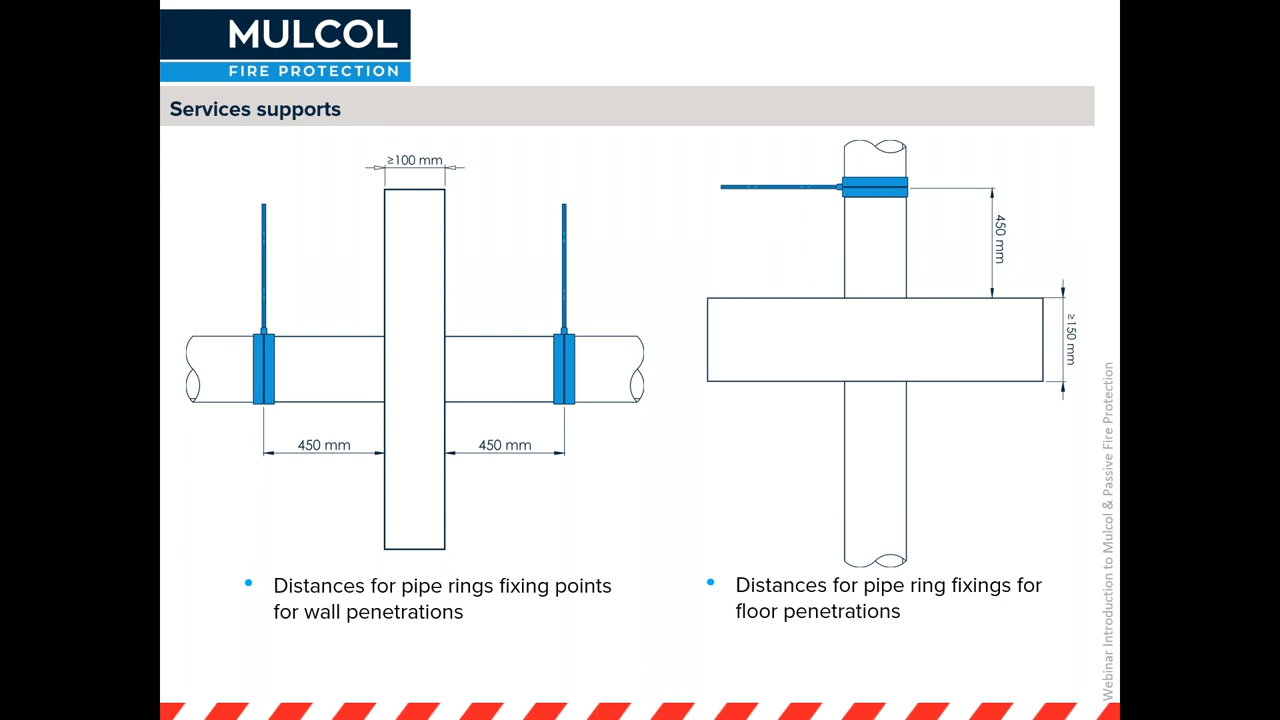 MULCOL
FIRE PROTECTION
Services supports
≥100 mm
450 mm
450 mm
450 mm
≥150 mm
Distances for pipe rings fixing points
for wall penetrations
Distances for pipe ring fixings for
floor penetrations
Webinar Introduction to Mulcol & Passive Fire Protection